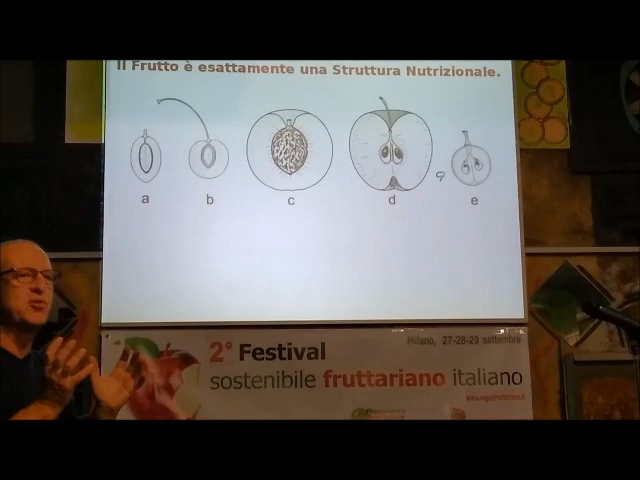 Il Frutto è esattamente una Struttura Nutrizionale.
a b c d e
Milano, 27-28-29 settembre
2° Festival
sostenibile fruttariano italiano